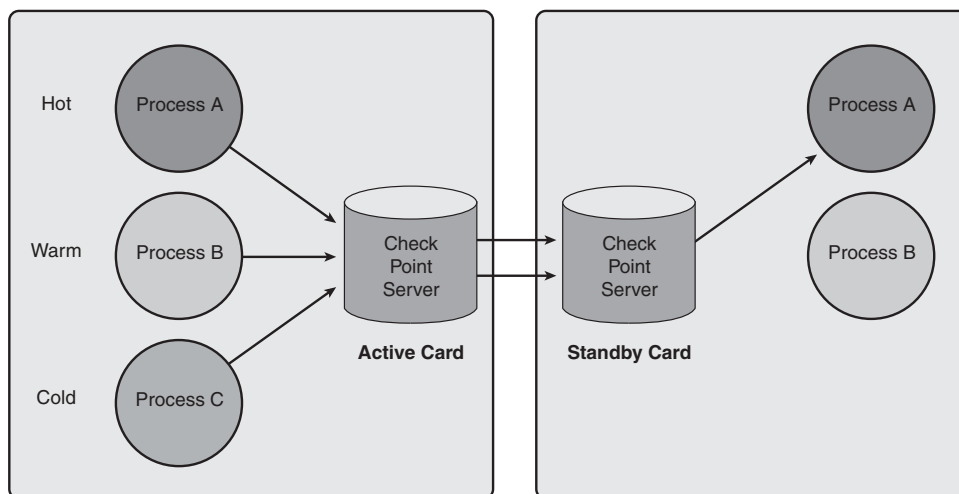 Hot
Process A
Warm
Process B
Cold
Process C
Check
Point
Server
Active Card
Check
Point
Server
Standby Card
Process A
Process B